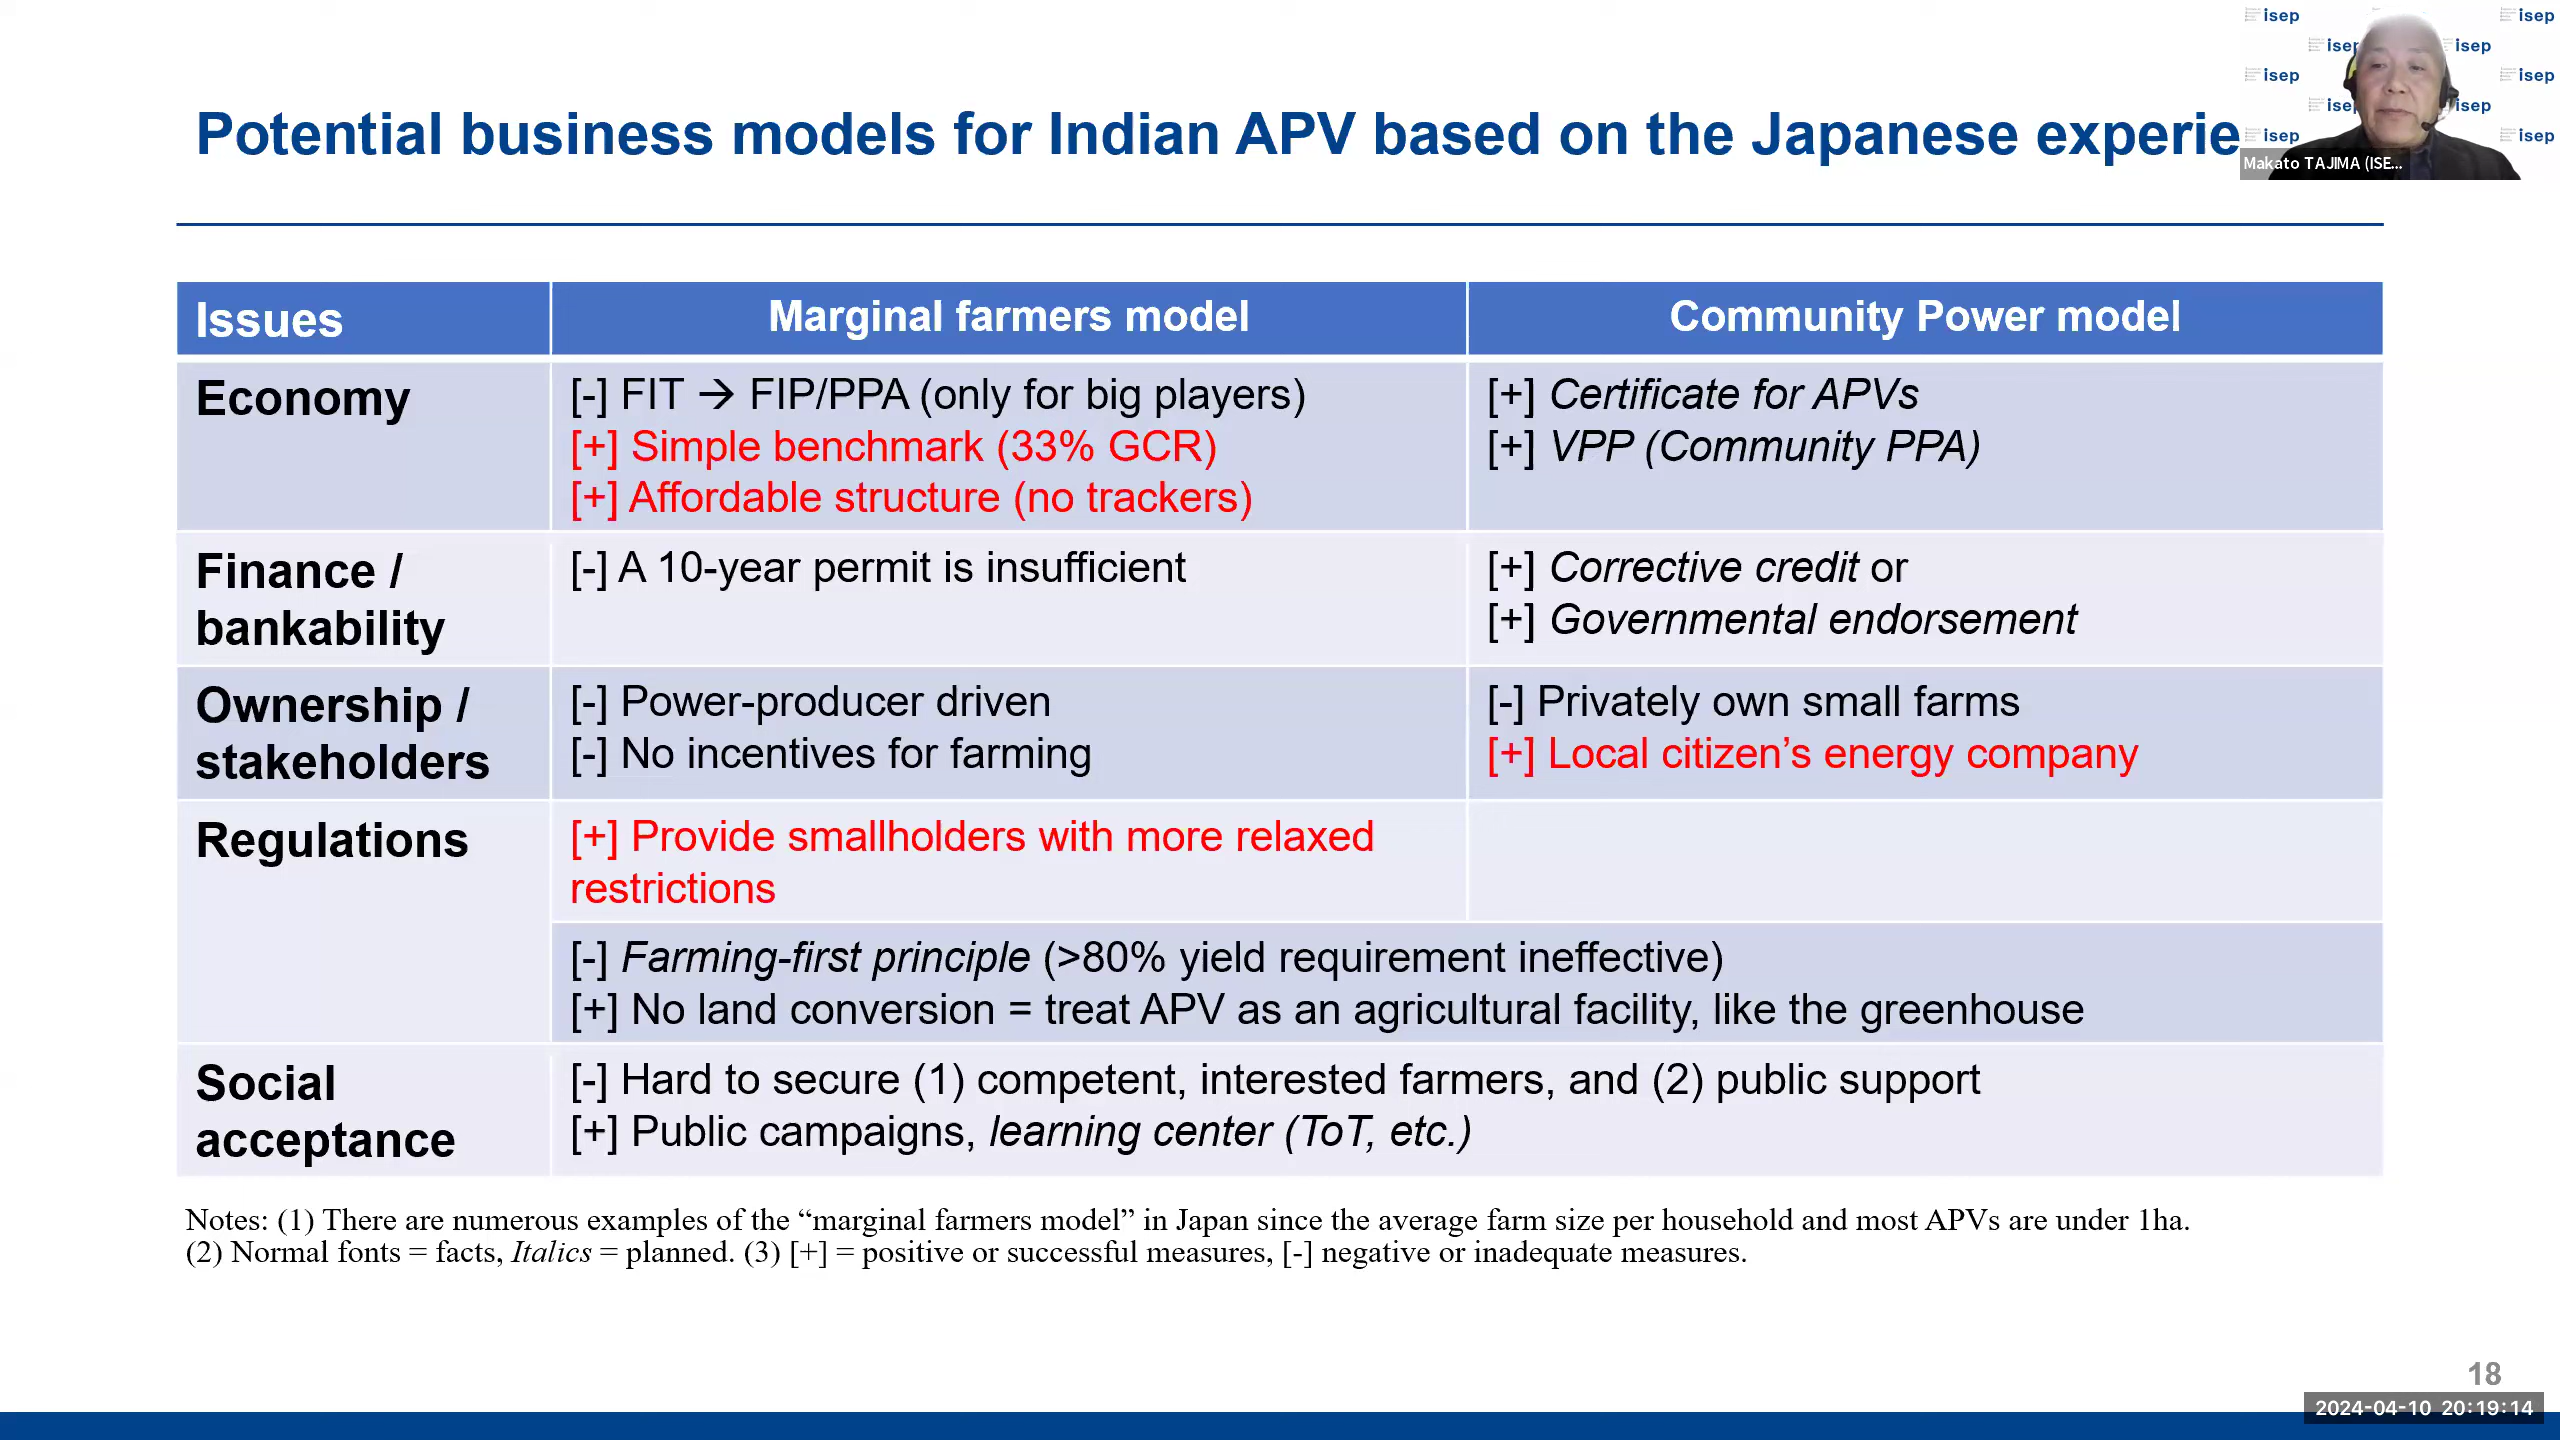 isep
isep
isep
isep
isep
isep
isep
isep
isep
isep
Makato TAJIMA (ISE...
Potential business models for Indian APV based on the Japanese experie
Issues
Marginal farmers model
Community Power model
Economy
[-] FIT → FIP/PPA (only for big players)
[+] Simple benchmark (33% GCR)
[+] Affordable structure (no trackers)
[+] Certificate for APVs
[+] VPP (Community PPA)
Finance /
bankability
[-] A 10-year permit is insufficient
[+] Corrective credit or
[+] Governmental endorsement
Ownership /
stakeholders
[-] Power-producer driven
[-] No incentives for farming
[-] Privately own small farms
[+] Local citizen’s energy company
Regulations
[+] Provide smallholders with more relaxed
restrictions
[-] Farming-first principle (>80% yield requirement ineffective)
[+] No land conversion = treat APV as an agricultural facility, like the greenhouse
Social
acceptance
[-] Hard to secure (1) competent, interested farmers, and (2) public support
[+] Public campaigns, learning center (ToT, etc.)
Notes: (1) There are numerous examples of the “marginal farmers model” in Japan since the average farm size per household and most APVs are under 1ha.
(2) Normal fonts = facts, Italics = planned. (3) [+] = positive or successful measures, [-] negative or inadequate measures.
18
2024-04-10 20:19:14